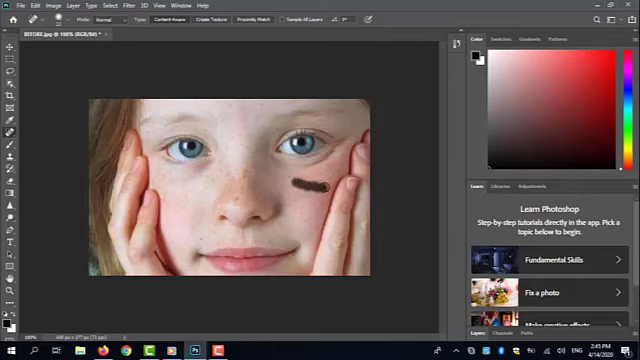 File Edit Image Layer Type Select Filter 3D View Window Help
Mode: Normal Type: Content-Aware Create Texture Proximity Match Sample All Layers 0°
BEFORE.jpg @ 100% (RGB/8#) * ×
Color Swatches Gradients Patterns
Learn Libraries Adjustments
Learn Photoshop
Step-by-step tutorials directly in the app. Pick a topic below to begin.
Fundamental Skills
Fix a photo
Make creative effects
Layers Channels Paths
100%
ENG
2:45 PM
4/14/2020